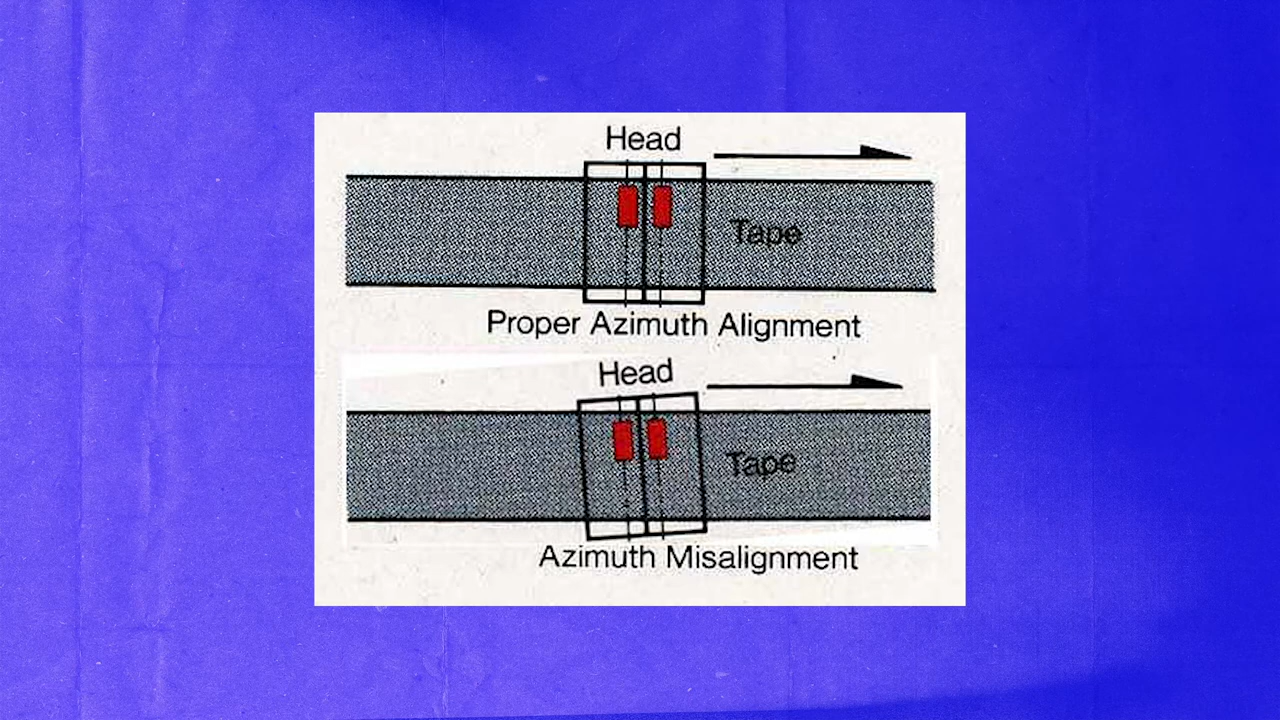 Head
Tape
Proper Azimuth Alignment
Head
Tape
Azimuth Misalignment